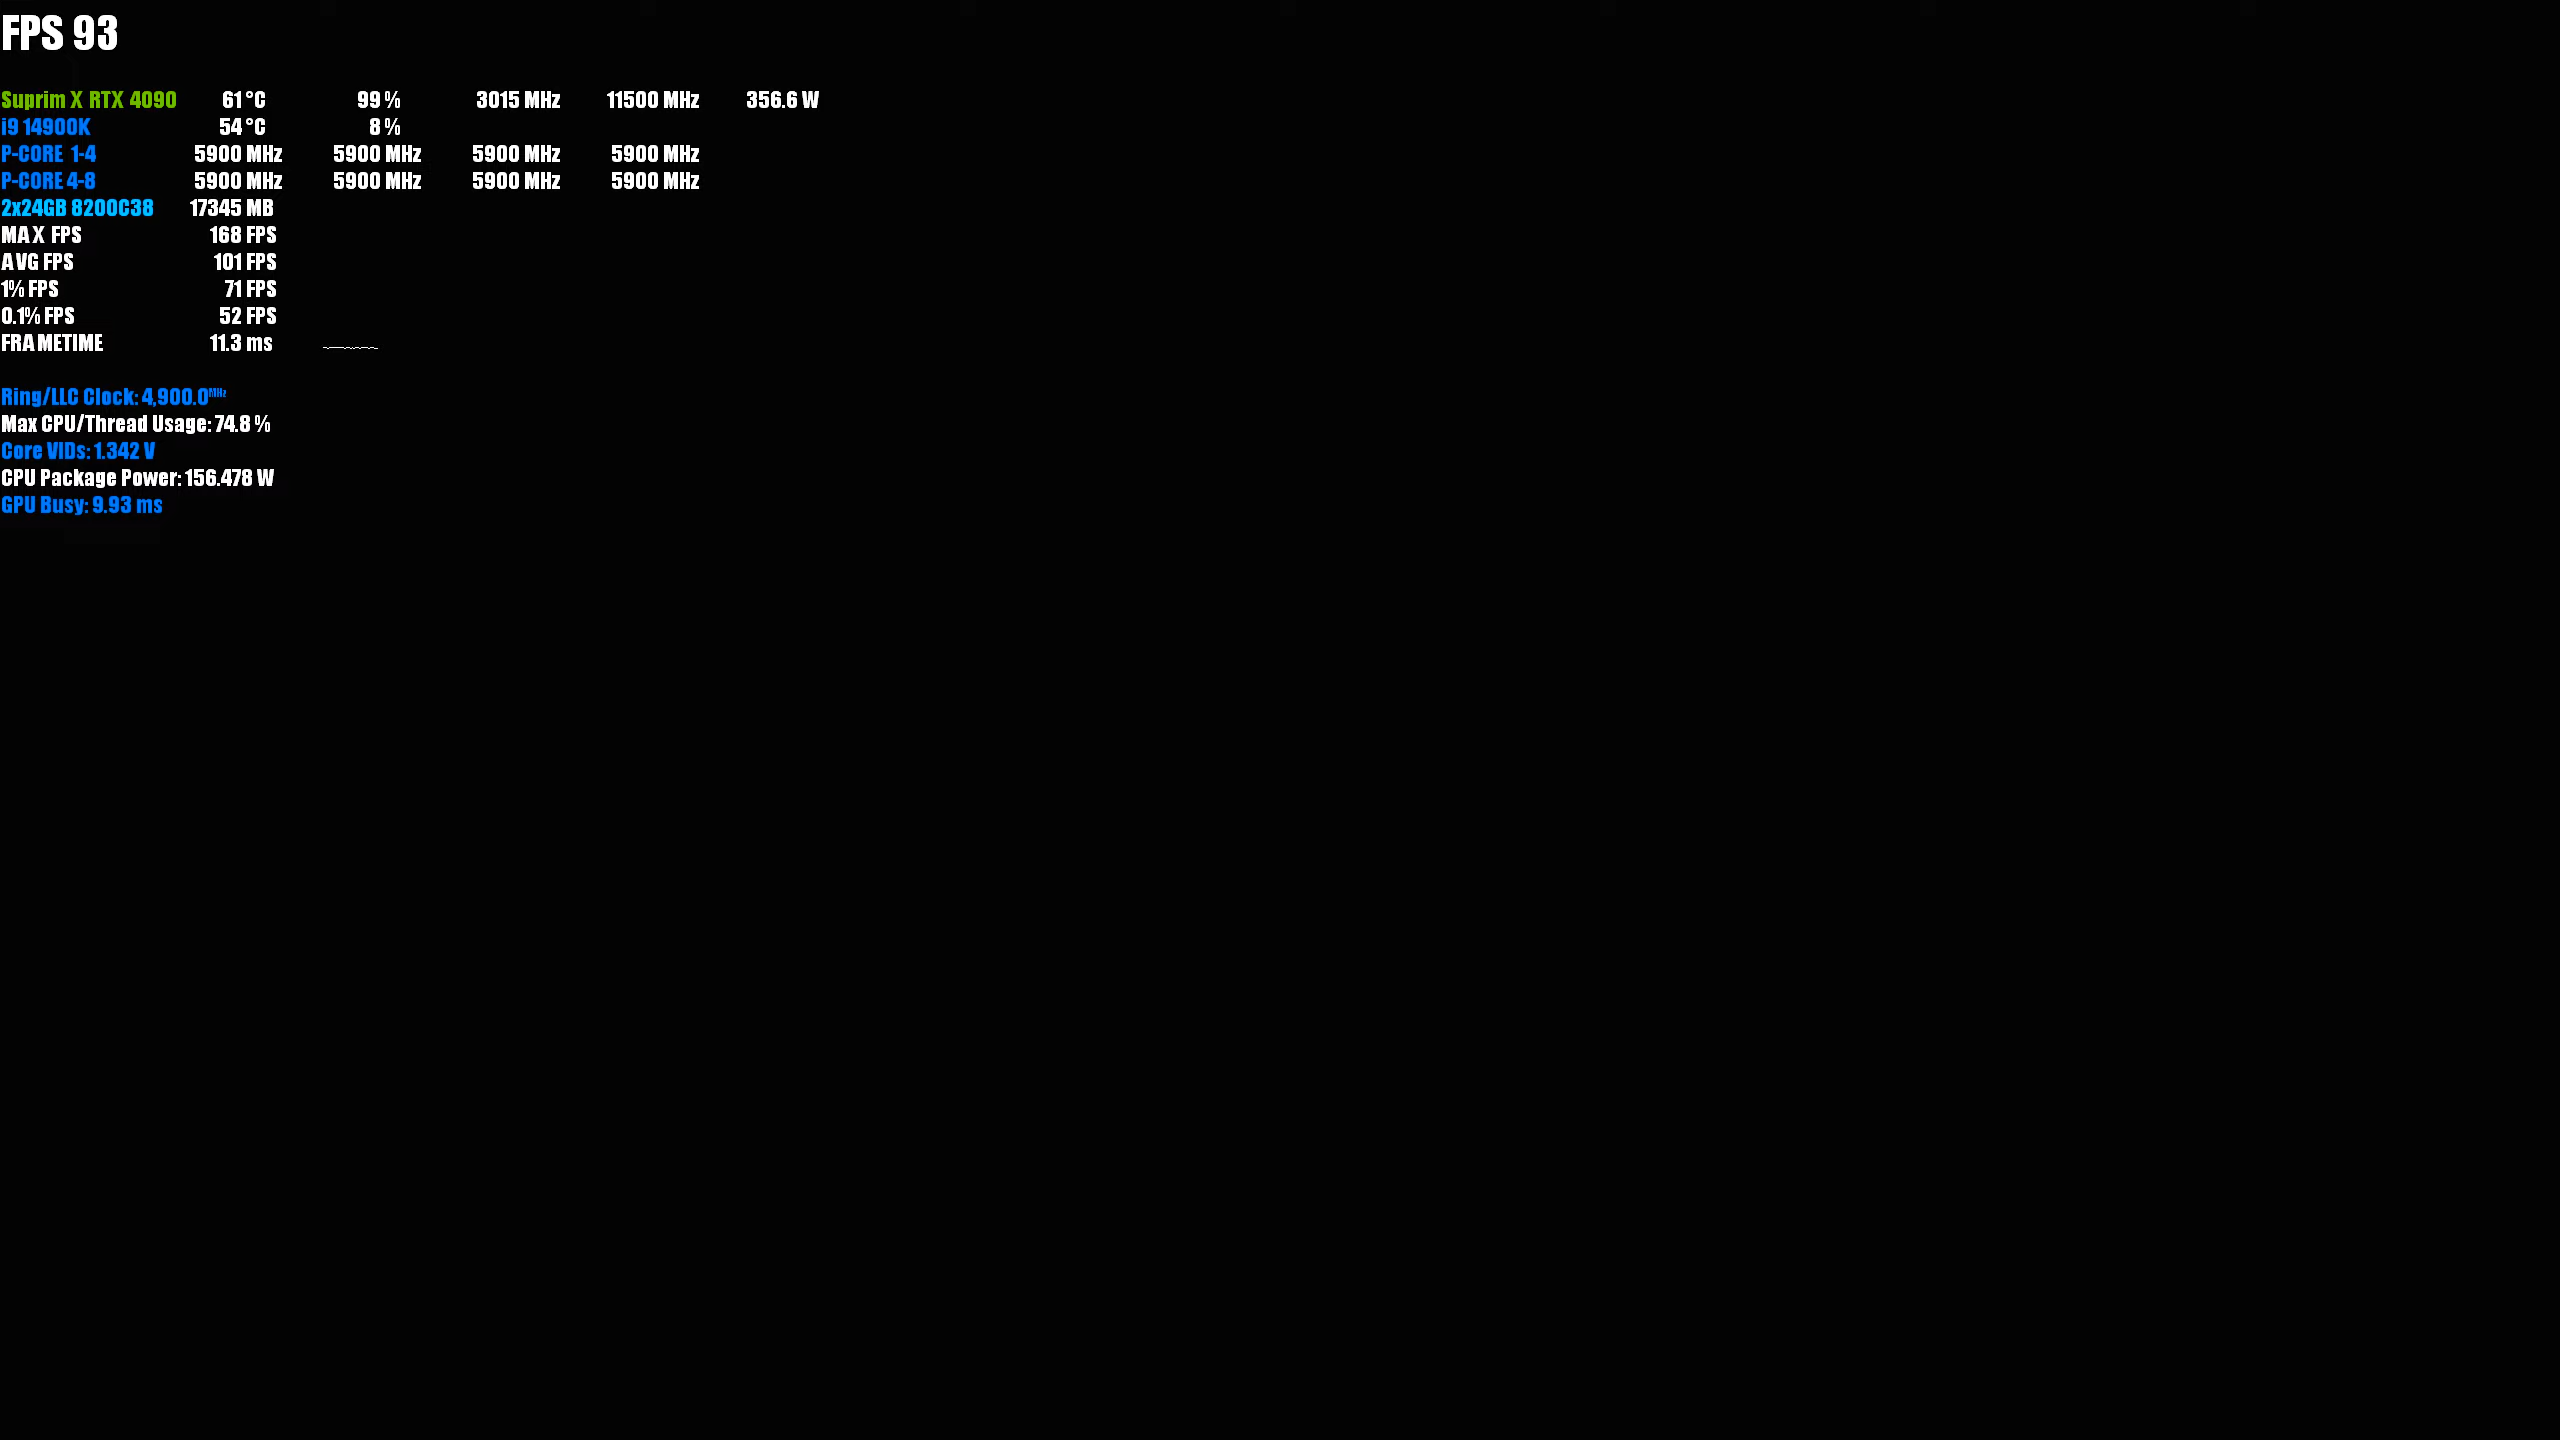 FPS 93
Suprim X RTX 4090 61 °C 99 % 3015 MHz 11500 MHz 356.6 W
i9 14900K 54 °C 8 %
P-CORE 1-4 5900 MHz 5900 MHz 5900 MHz 5900 MHz
P-CORE 4-8 5900 MHz 5900 MHz 5900 MHz 5900 MHz
2x24GB 8200C38 17345 MB
MAX FPS 168 FPS
AVG FPS 101 FPS
1% FPS 71 FPS
0.1% FPS 52 FPS
FRAMETIME 11.3 ms
Ring/LLC Clock: 4,900.0 MHz
Max CPU/Thread Usage: 74.8 %
Core VIDs: 1.342 V
CPU Package Power: 156.478 W
GPU Busy: 9.93 ms